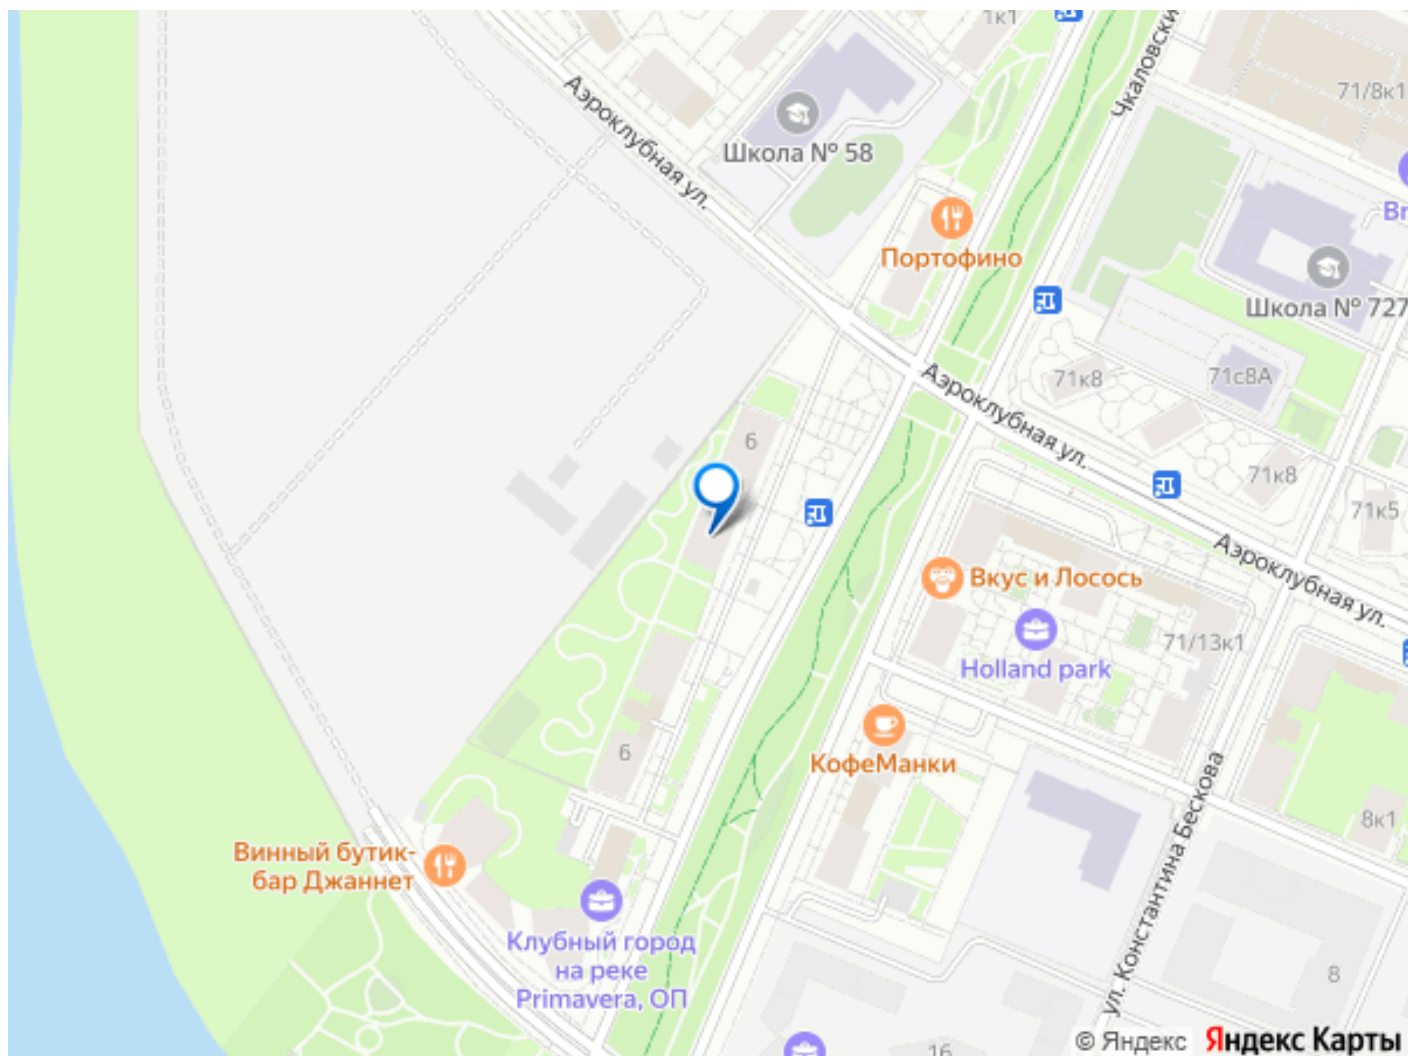 1к1
Чкаловски
71/8к1
Аэроклубная ул.
Школа № 58
Br
Портофино
Школа № 727
Аэроклубная ул.
71к8
71с8А
6
71к8
71к5
Аэроклубная ул.
Вкус и Лосось
71/13к1
Holland park
6
КофеМанки
ул. Константина Бескова
8к1
Винный бутик-
бар Джаннет
Клубный город
на реке
Primavera, ОП
8
16
© Яндекс Яндекс Карты